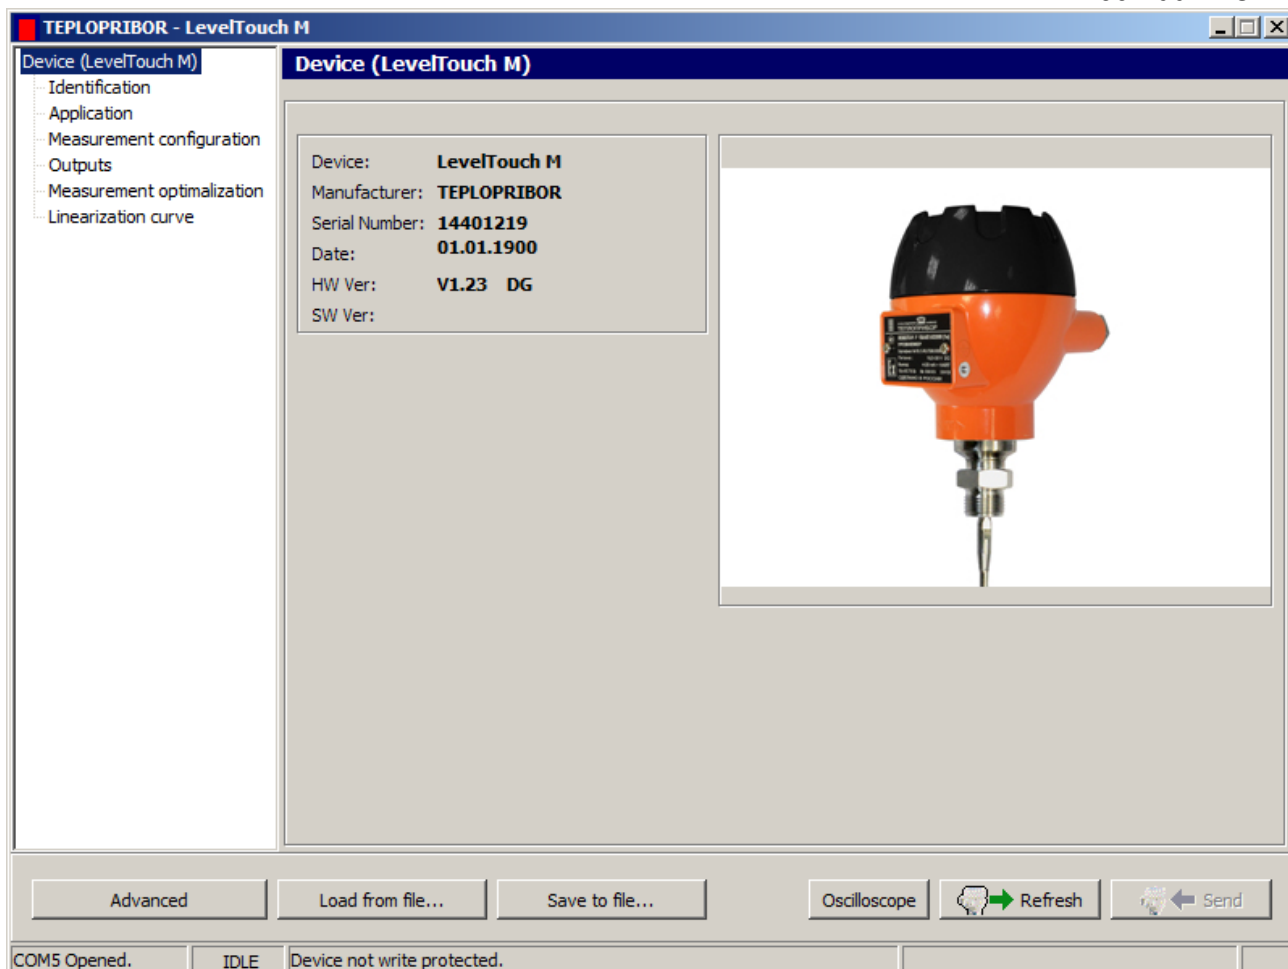 TEPLOPRIBOR - LevelTouch M
Device (LevelTouch M)
Identification
Application
Measurement configuration
Outputs
Measurement optimalization
Linearization curve
Device (LevelTouch M)
Device: LevelTouch M
Manufacturer: TEPLOPRIBOR
Serial Number: 14401219
Date: 01.01.1900
HW Ver: V1.23 DG
SW Ver:
ТЕПЛОПРИБОР
Advanced
Load from file...
Save to file...
Oscilloscope
Refresh
Send
COM5 Opened.
IDLE
Device not write protected.